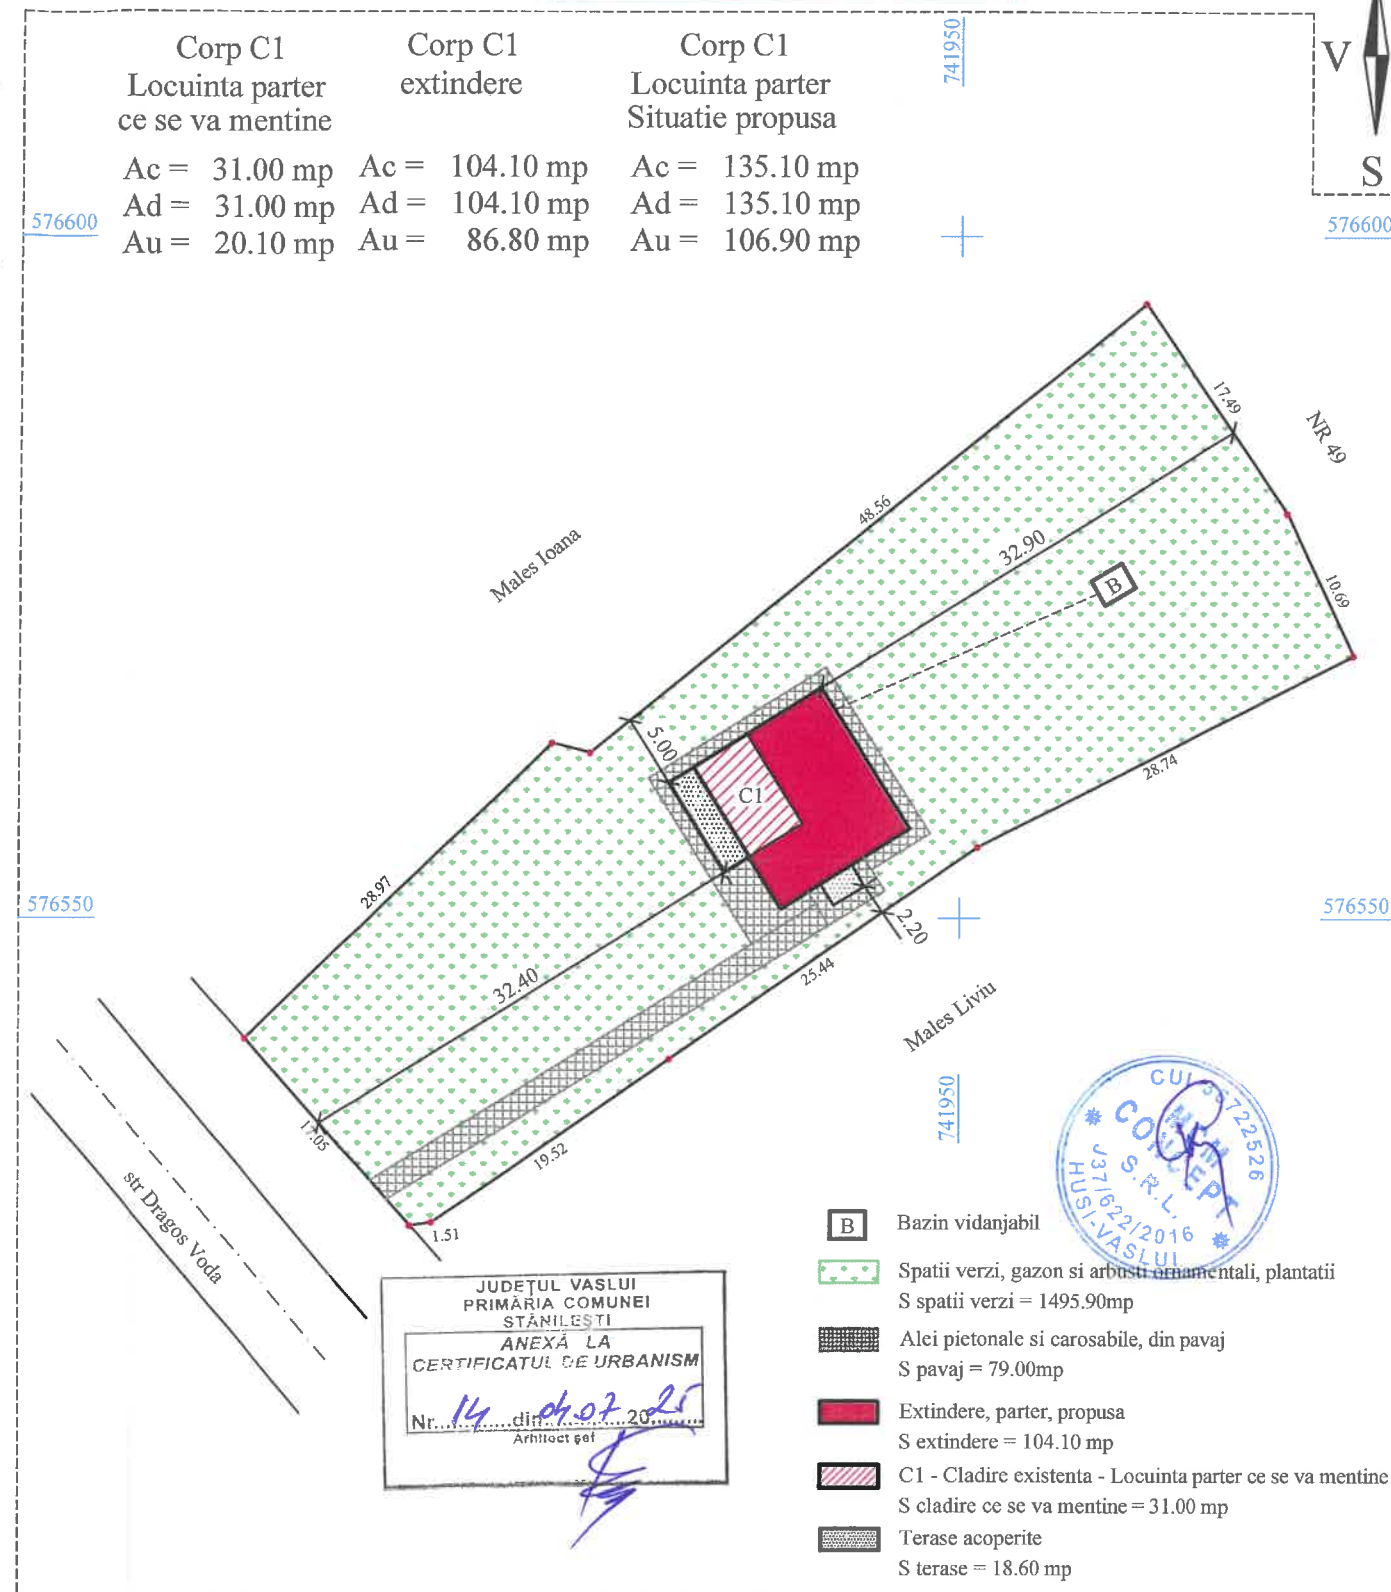 Corp C1
Locuinta parter
ce se va mentine
Ac = 31.00 mp
Ad = 31.00 mp
Au = 20.10 mp
Corp C1
extindere
Ac = 104.10 mp
Ad = 104.10 mp
Au = 86.80 mp
Corp C1
Locuinta parter
Situatie propusa
Ac = 135.10 mp
Ad = 135.10 mp
Au = 106.90 mp
741950
V
S
576600
576600
17.49
NR 49
48.56
32.90
B
10.69
Males Ioana
5.00
C1
28.74
28.97
576550
576550
2.20
32.40
25.44
Males Liviu
741950
17.05
19.52
1.51
str Dragos Voda
CUI 36722526
M&M
CONCEPT
S.R.L.
J37/622/2016
HUSI-VASLUI
JUDEŢUL VASLUI
PRIMĂRIA COMUNEI
STĂNILEŞTI
ANEXĂ LA
CERTIFICATUL DE URBANISM
Nr. 14 din 04.07 2025
Arhitect şef
B Bazin vidanjabil
Spatii verzi, gazon si arbusti ornamentali, plantatii
S spatii verzi = 1495.90mp
Alei pietonale si carosabile, din pavaj
S pavaj = 79.00mp
Extindere, parter, propusa
S extindere = 104.10 mp
C1 - Cladire existenta - Locuinta parter ce se va mentine
S cladire ce se va mentine = 31.00 mp
Terase acoperite
S terase = 18.60 mp